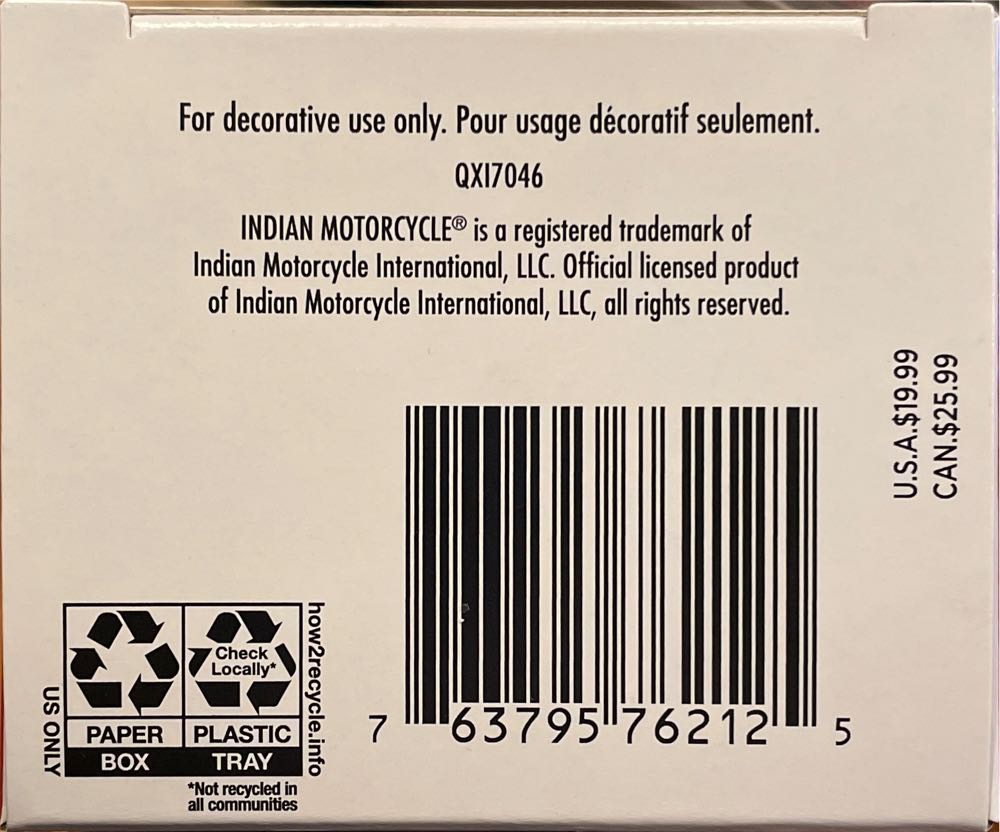 For decorative use only. Pour usage décoratif seulement.
QXI7046
INDIAN MOTORCYCLE® is a registered trademark of
Indian Motorcycle International, LLC. Official licensed product
of Indian Motorcycle International, LLC, all rights reserved.
U.S.A.$19.99
CAN.$25.99
Check
Locally*
PAPER
BOX
PLASTIC
TRAY
US ONLY
how2recycle.info
*Not recycled in
all communities
7 63795 76212 5